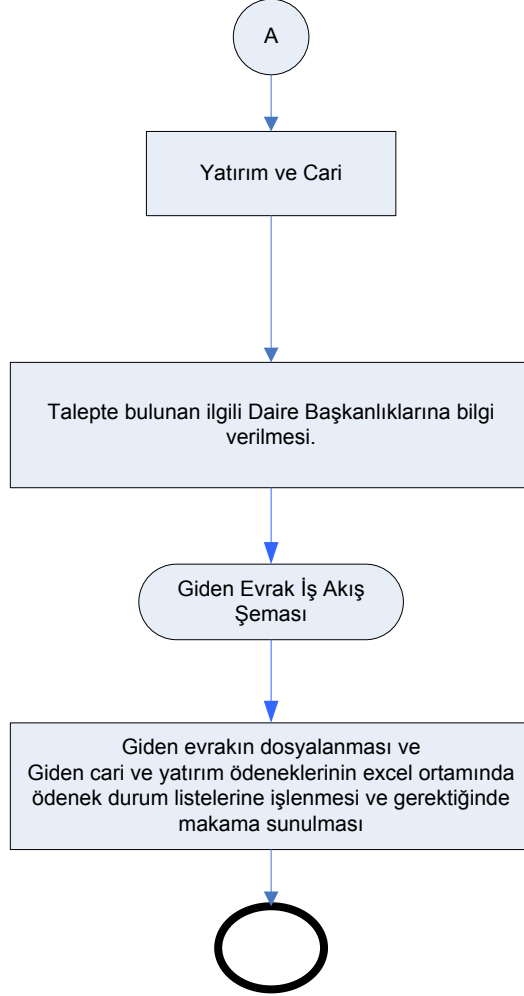 A
Yatırım ve Cari
Talepte bulunan ilgili Daire Başkanlıklarına bilgi
verilmesi.
Giden Evrak İş Akış
Şeması
Giden evrakın dosyalanması ve
Giden cari ve yatırım ödeneklerinin excel ortamında
ödenek durum listelerine işlenmesi ve gerektiğinde
makama sunulması